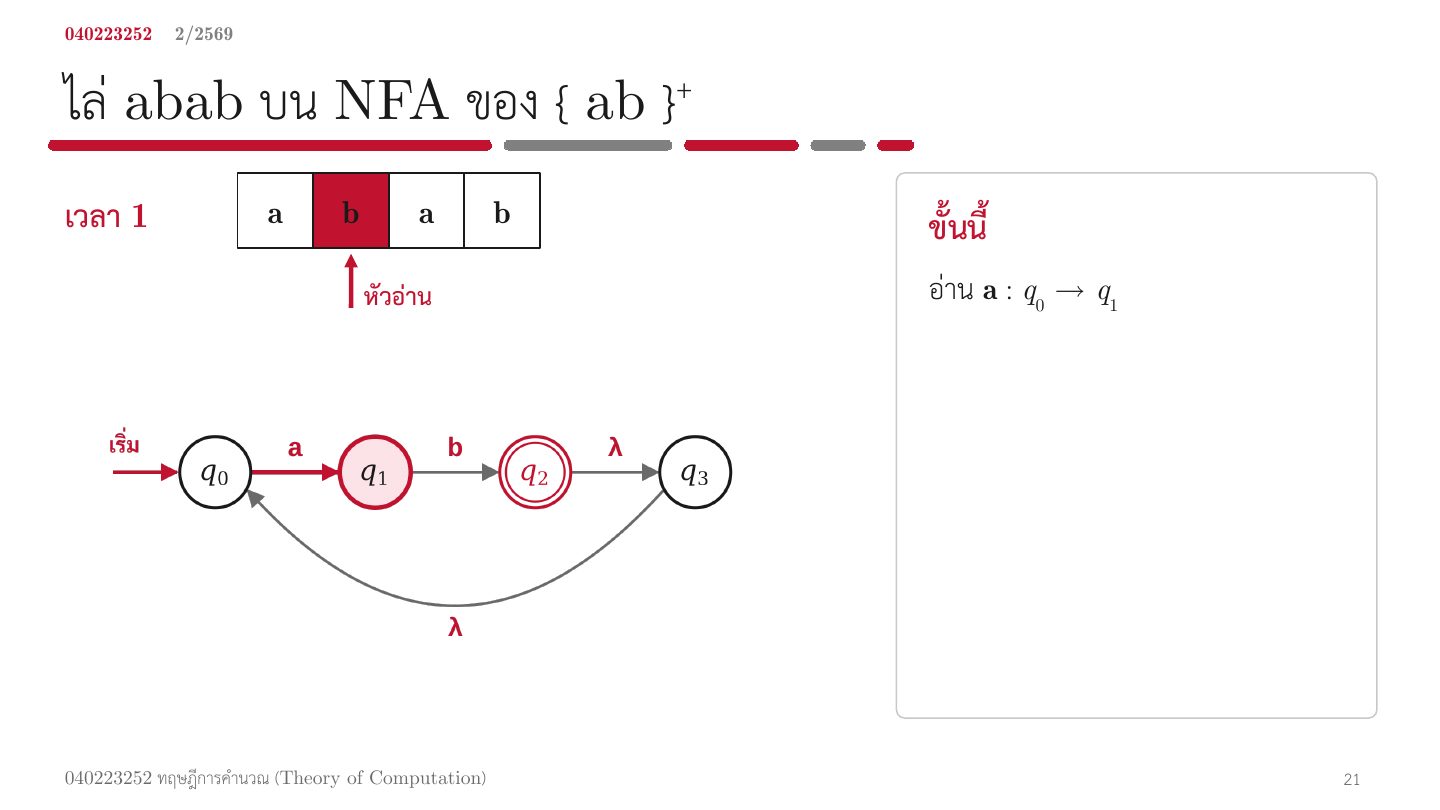 040223252 2/2569
ไล่ abab บน NFA ของ { ab }⁺
เวลา 1
a b a b
หัวอ่าน
ขั้นนี้
อ่าน a : q₀ → q₁
เริ่ม
a b λ
q₀ q₁ q₂ q₃
λ
040223252 ทฤษฎีการคำนวณ (Theory of Computation)
21